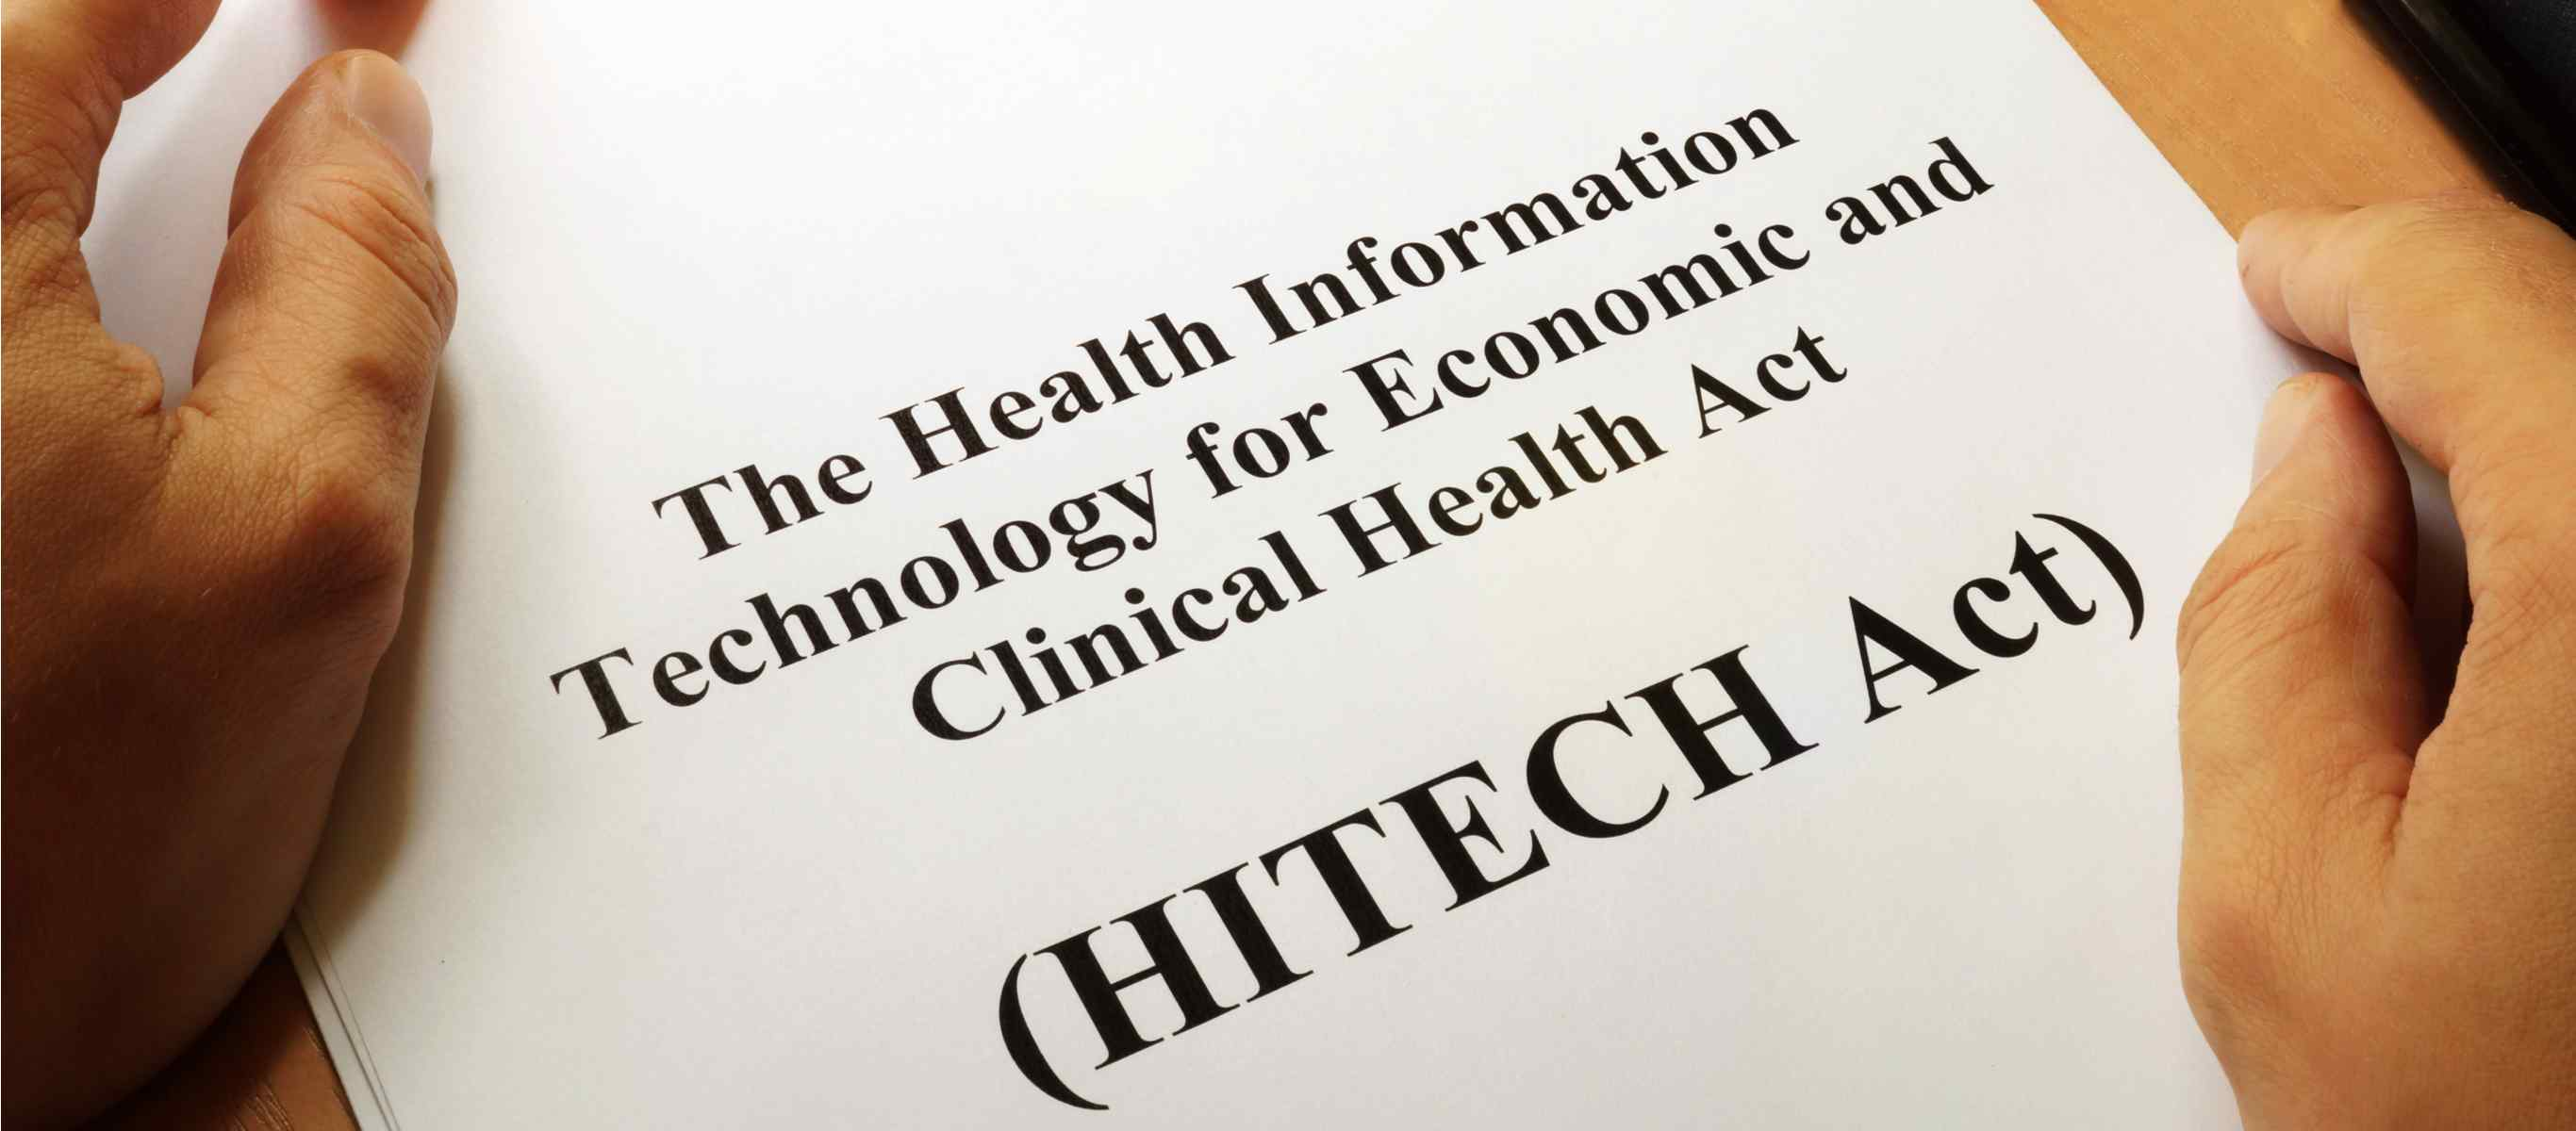 The Health Information
Technology for Economic and
Clinical Health Act
(HITECH Act)